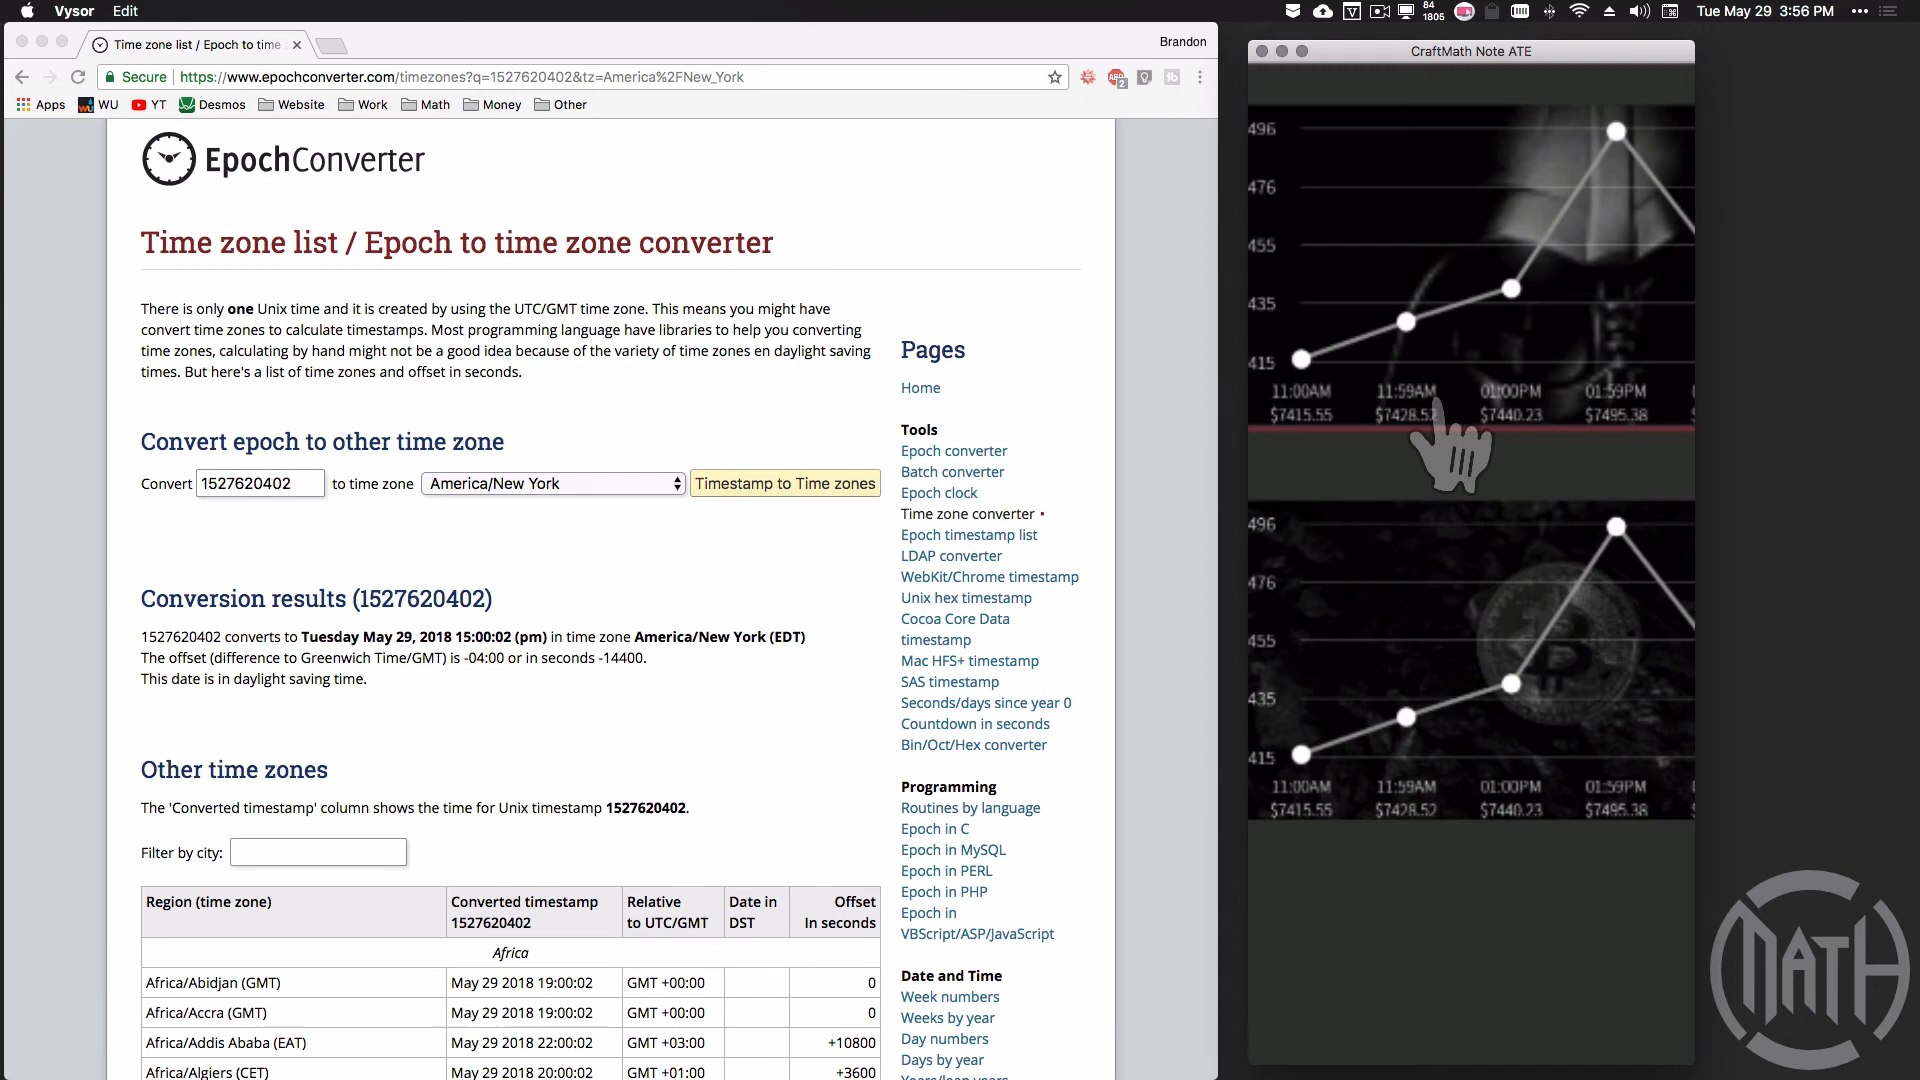 Vysor Edit
84
1805
Tue May 29 3:56 PM
Time zone list / Epoch to time
Brandon
Secure https://www.epochconverter.com/timezones?q=1527620402&tz=America%2FNew_York
Apps WU YT Desmos Website Work Math Money Other
EpochConverter
Time zone list / Epoch to time zone converter
There is only one Unix time and it is created by using the UTC/GMT time zone. This means you might have
convert time zones to calculate timestamps. Most programming language have libraries to help you converting
time zones, calculating by hand might not be a good idea because of the variety of time zones en daylight saving
times. But here's a list of time zones and offset in seconds.
Convert epoch to other time zone
Convert 1527620402 to time zone America/New York Timestamp to Time zones
Conversion results (1527620402)
1527620402 converts to Tuesday May 29, 2018 15:00:02 (pm) in time zone America/New York (EDT)
The offset (difference to Greenwich Time/GMT) is -04:00 or in seconds -14400.
This date is in daylight saving time.
Other time zones
The 'Converted timestamp' column shows the time for Unix timestamp 1527620402.
Filter by city:
Region (time zone) Converted timestamp 1527620402 Relative to UTC/GMT Date in DST Offset In seconds
Africa
Africa/Abidjan (GMT) May 29 2018 19:00:02 GMT +00:00 0
Africa/Accra (GMT) May 29 2018 19:00:02 GMT +00:00 0
Africa/Addis Ababa (EAT) May 29 2018 22:00:02 GMT +03:00 +10800
Africa/Algiers (CET) May 29 2018 20:00:02 GMT +01:00 +3600
Pages
Home
Tools
Epoch converter
Batch converter
Epoch clock
Time zone converter
Epoch timestamp list
LDAP converter
WebKit/Chrome timestamp
Unix hex timestamp
Cocoa Core Data
timestamp
Mac HFS+ timestamp
SAS timestamp
Seconds/days since year 0
Countdown in seconds
Bin/Oct/Hex converter
Programming
Routines by language
Epoch in C
Epoch in MySQL
Epoch in PERL
Epoch in PHP
Epoch in
VBScript/ASP/JavaScript
Date and Time
Week numbers
Weeks by year
Day numbers
Days by year
Years/leap years
CraftMath Note ATE
496
476
455
435
415
11:00AM 11:59AM 01:00PM 01:59PM
$7415.55 $7428.52 $7440.23 $7495.38
496
476
455
435
415
11:00AM 11:59AM 01:00PM 01:59PM
$7415.55 $7428.52 $7440.23 $7495.38
MATH